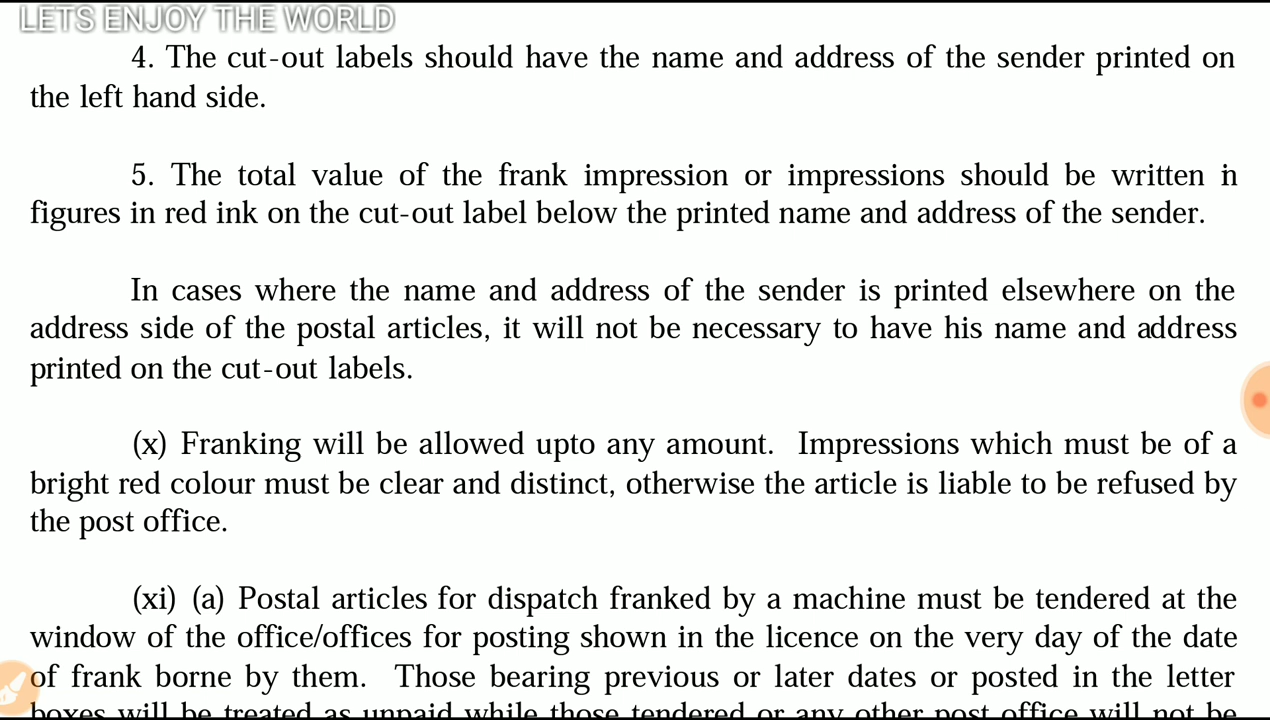 LETS ENJOY THE WORLD
4. The cut-out labels should have the name and address of the sender printed on
the left hand side.
5. The total value of the frank impression or impressions should be written in
figures in red ink on the cut-out label below the printed name and address of the sender.
In cases where the name and address of the sender is printed elsewhere on the
address side of the postal articles, it will not be necessary to have his name and address
printed on the cut-out labels.
(x) Franking will be allowed upto any amount. Impressions which must be of a
bright red colour must be clear and distinct, otherwise the article is liable to be refused by
the post office.
(xi) (a) Postal articles for dispatch franked by a machine must be tendered at the
window of the office/offices for posting shown in the licence on the very day of the date
of frank borne by them. Those bearing previous or later dates or posted in the letter
boxes will be treated as unpaid while those tendered or any other post office will not be